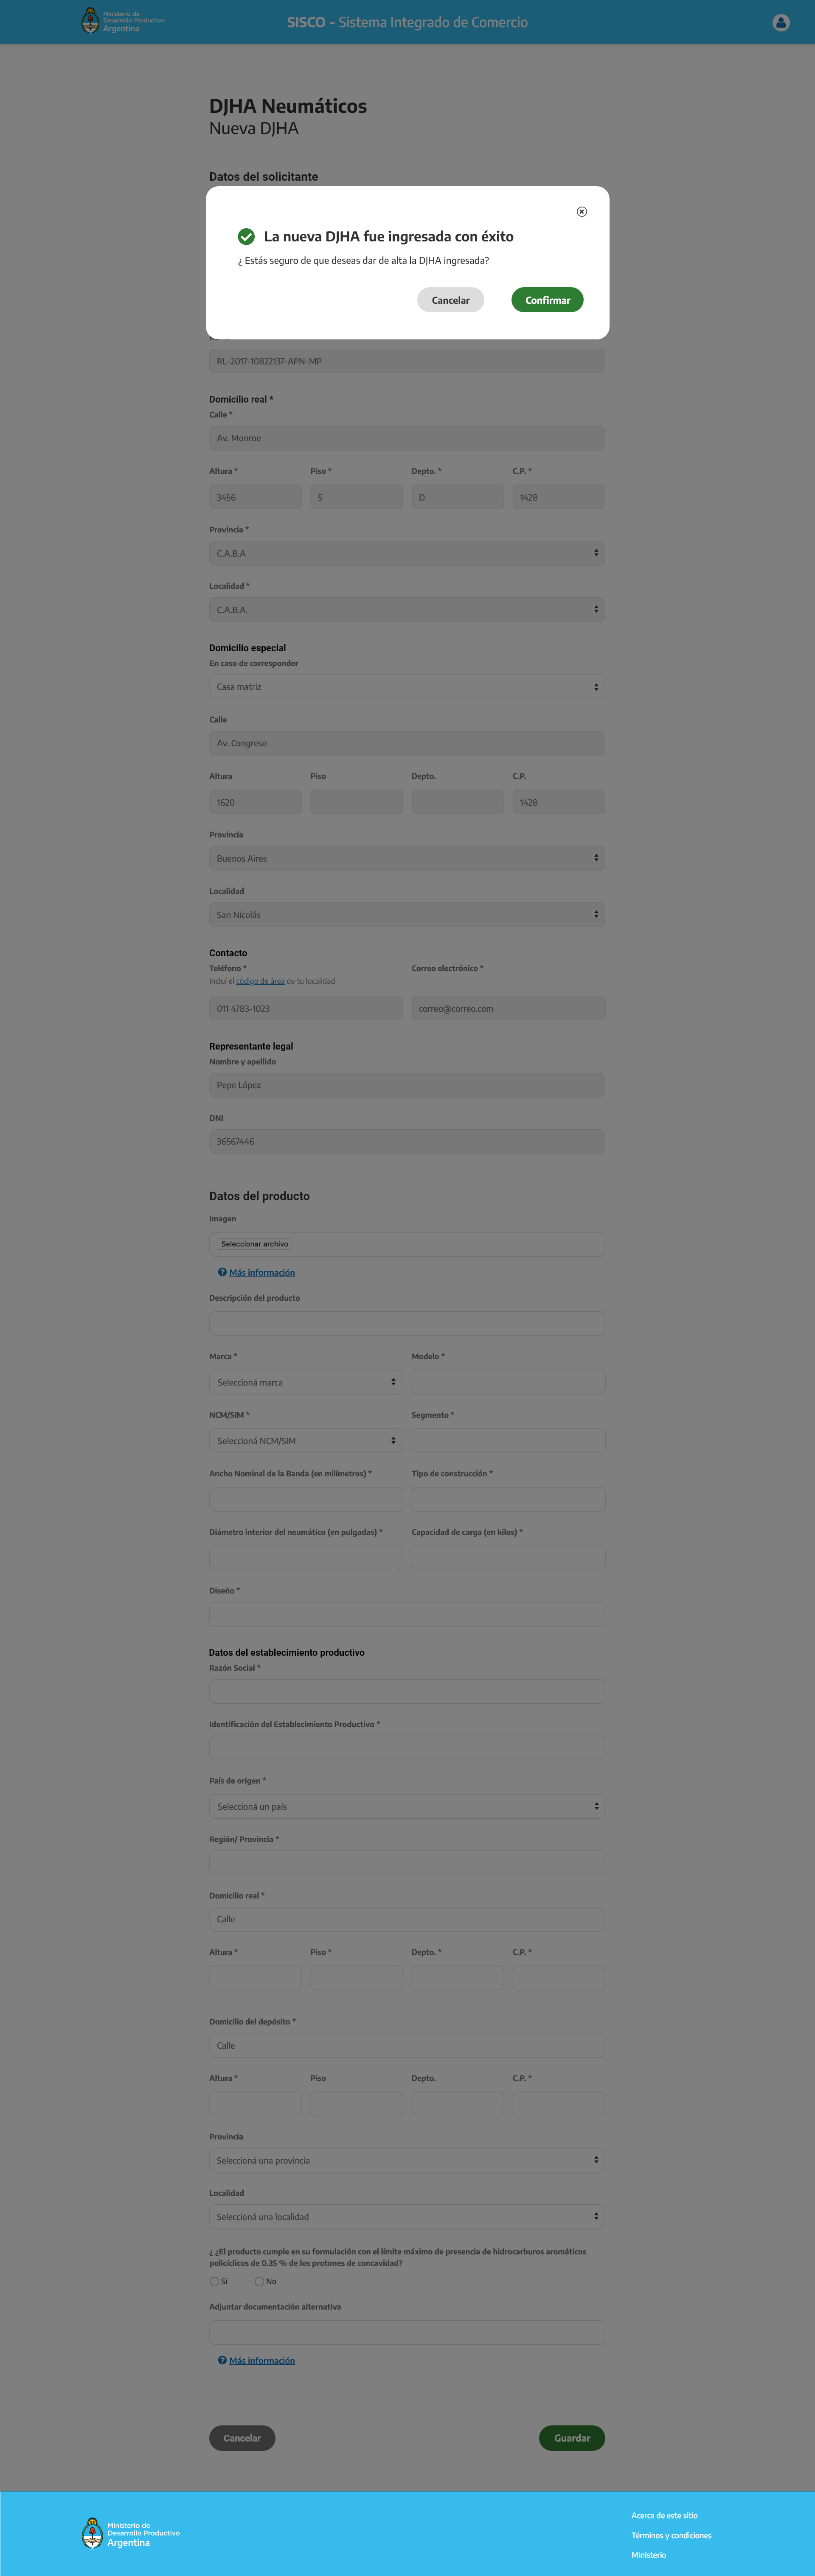 Ministerio de
Desarrollo Productivo
Argentina
SISCO - Sistema Integrado de Comercio
DJHA Neumáticos
Nueva DJHA
Datos del solicitante
La nueva DJHA fue ingresada con éxito
¿ Estás seguro de que deseas dar de alta la DJHA ingresada?
Cancelar Confirmar
RL-2017-10822137-APN-MP
Domicilio real *
Calle *
Av. Monroe
Altura * Piso * Depto. * C.P. *
3456 5 D 1428
Provincia *
C.A.B.A
Localidad *
C.A.B.A.
Domicilio especial
En caso de corresponder
Casa matriz
Calle
Av. Congreso
Altura Piso Depto. C.P.
1620 1428
Provincia
Buenos Aires
Localidad
San Nicolás
Contacto
Teléfono * Correo electrónico *
Incluí el código de área de tu localidad
011 4783-1023 correo@correo.com
Representante legal
Nombre y apellido
Pepe López
DNI
36567446
Datos del producto
Imagen
Seleccionar archivo
Más información
Descripción del producto
Marca * Modelo *
Seleccioná marca
NCM/SIM * Segmento *
Seleccioná NCM/SIM
Ancho Nominal de la Banda (en milímetros) * Tipo de construcción *
Diámetro interior del neumático (en pulgadas) * Capacidad de carga (en kilos) *
Diseño *
Datos del establecimiento productivo
Razón Social *
Identificación del Establecimiento Productivo *
País de origen *
Seleccioná un país
Región/ Provincia *
Domicilio real *
Calle
Altura * Piso * Depto. * C.P. *
Domicilio del depósito *
Calle
Altura * Piso Depto. C.P. *
Provincia
Seleccioná una provincia
Localidad
Seleccioná una localidad
¿ ¿El producto cumple en su formulación con el límite máximo de presencia de hidrocarburos aromáticos
policíclicos de 0.35 % de los protones de concavidad?
Sí No
Adjuntar documentación alternativa
Más información
Cancelar Guardar
Ministerio de
Desarrollo Productivo
Argentina
Acerca de este sitio
Términos y condiciones
Ministerio